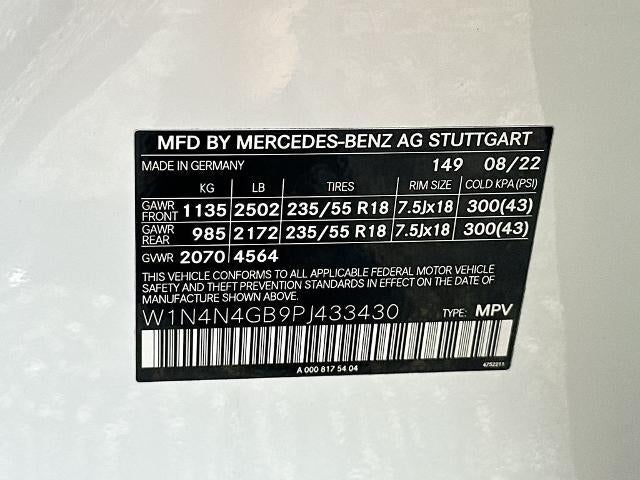 MFD BY MERCEDES-BENZ AG STUTTGART
MADE IN GERMANY 149 08/22
KG LB TIRES RIM SIZE COLD KPA (PSI)
GAWR FRONT 1135 2502 235/55 R18 7.5Jx18 300(43)
GAWR REAR 985 2172 235/55 R18 7.5Jx18 300(43)
GVWR 2070 4564
THIS VEHICLE CONFORMS TO ALL APPLICABLE FEDERAL MOTOR VEHICLE
SAFETY AND THEFT PREVENTION STANDARDS IN EFFECT ON THE DATE OF
MANUFACTURE SHOWN ABOVE.
W1N4N4GB9PJ433430 TYPE: MPV
A 000 817 54 04 4752211